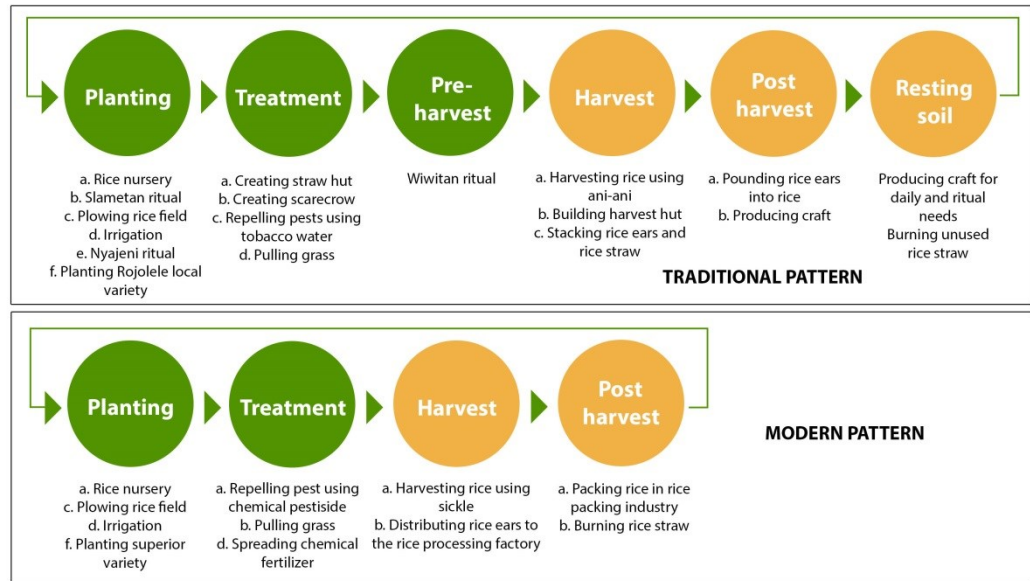 Planting
Treatment
Pre-
harvest
Harvest
Post
harvest
Resting
soil
a. Rice nursery
b. Slametan ritual
c. Plowing rice field
d. Irrigation
e. Nyajeni ritual
f. Planting Rojolele local
variety
a. Creating straw hut
b. Creating scarecrow
c. Repelling pests using
tobacco water
d. Pulling grass
Wiwitan ritual
a. Harvesting rice using
ani-ani
b. Building harvest hut
c. Stacking rice ears and
rice straw
a. Pounding rice ears
into rice
b. Producing craft
Producing craft for
daily and ritual
needs
Burning unused
rice straw
TRADITIONAL PATTERN
Planting
Treatment
Harvest
Post
harvest
MODERN PATTERN
a. Rice nursery
c. Plowing rice field
d. Irrigation
f. Planting superior
variety
a. Repelling pest using
chemical pestiside
b. Pulling grass
d. Spreading chemical
fertilizer
a. Harvesting rice using
sickle
b. Distributing rice ears to
the rice processing factory
a. Packing rice in rice
packing industry
b. Burning rice straw